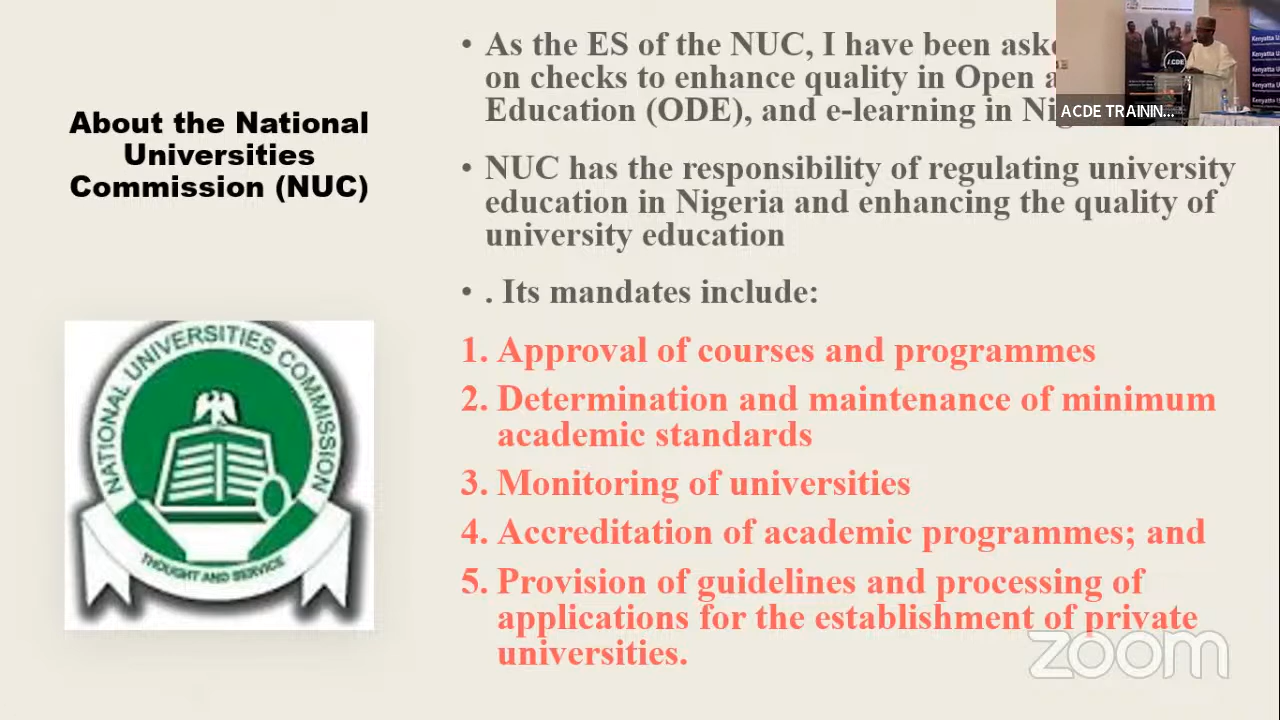 About the National
Universities
Commission (NUC)
NATIONAL UNIVERSITIES COMMISSION
THOUGHT AND SERVICE
• As the ES of the NUC, I have been
on checks to enhance quality in Open
Education (ODE), and e-learning in
• NUC has the responsibility of regulating university
education in Nigeria and enhancing the quality of
university education
• . Its mandates include:
1. Approval of courses and programmes
2. Determination and maintenance of minimum
academic standards
3. Monitoring of universities
4. Accreditation of academic programmes; and
5. Provision of guidelines and processing of
applications for the establishment of private
universities.
ACDE TRAININ...
Kenyatta U
Kenyatta U
Kenyatta U
zoom